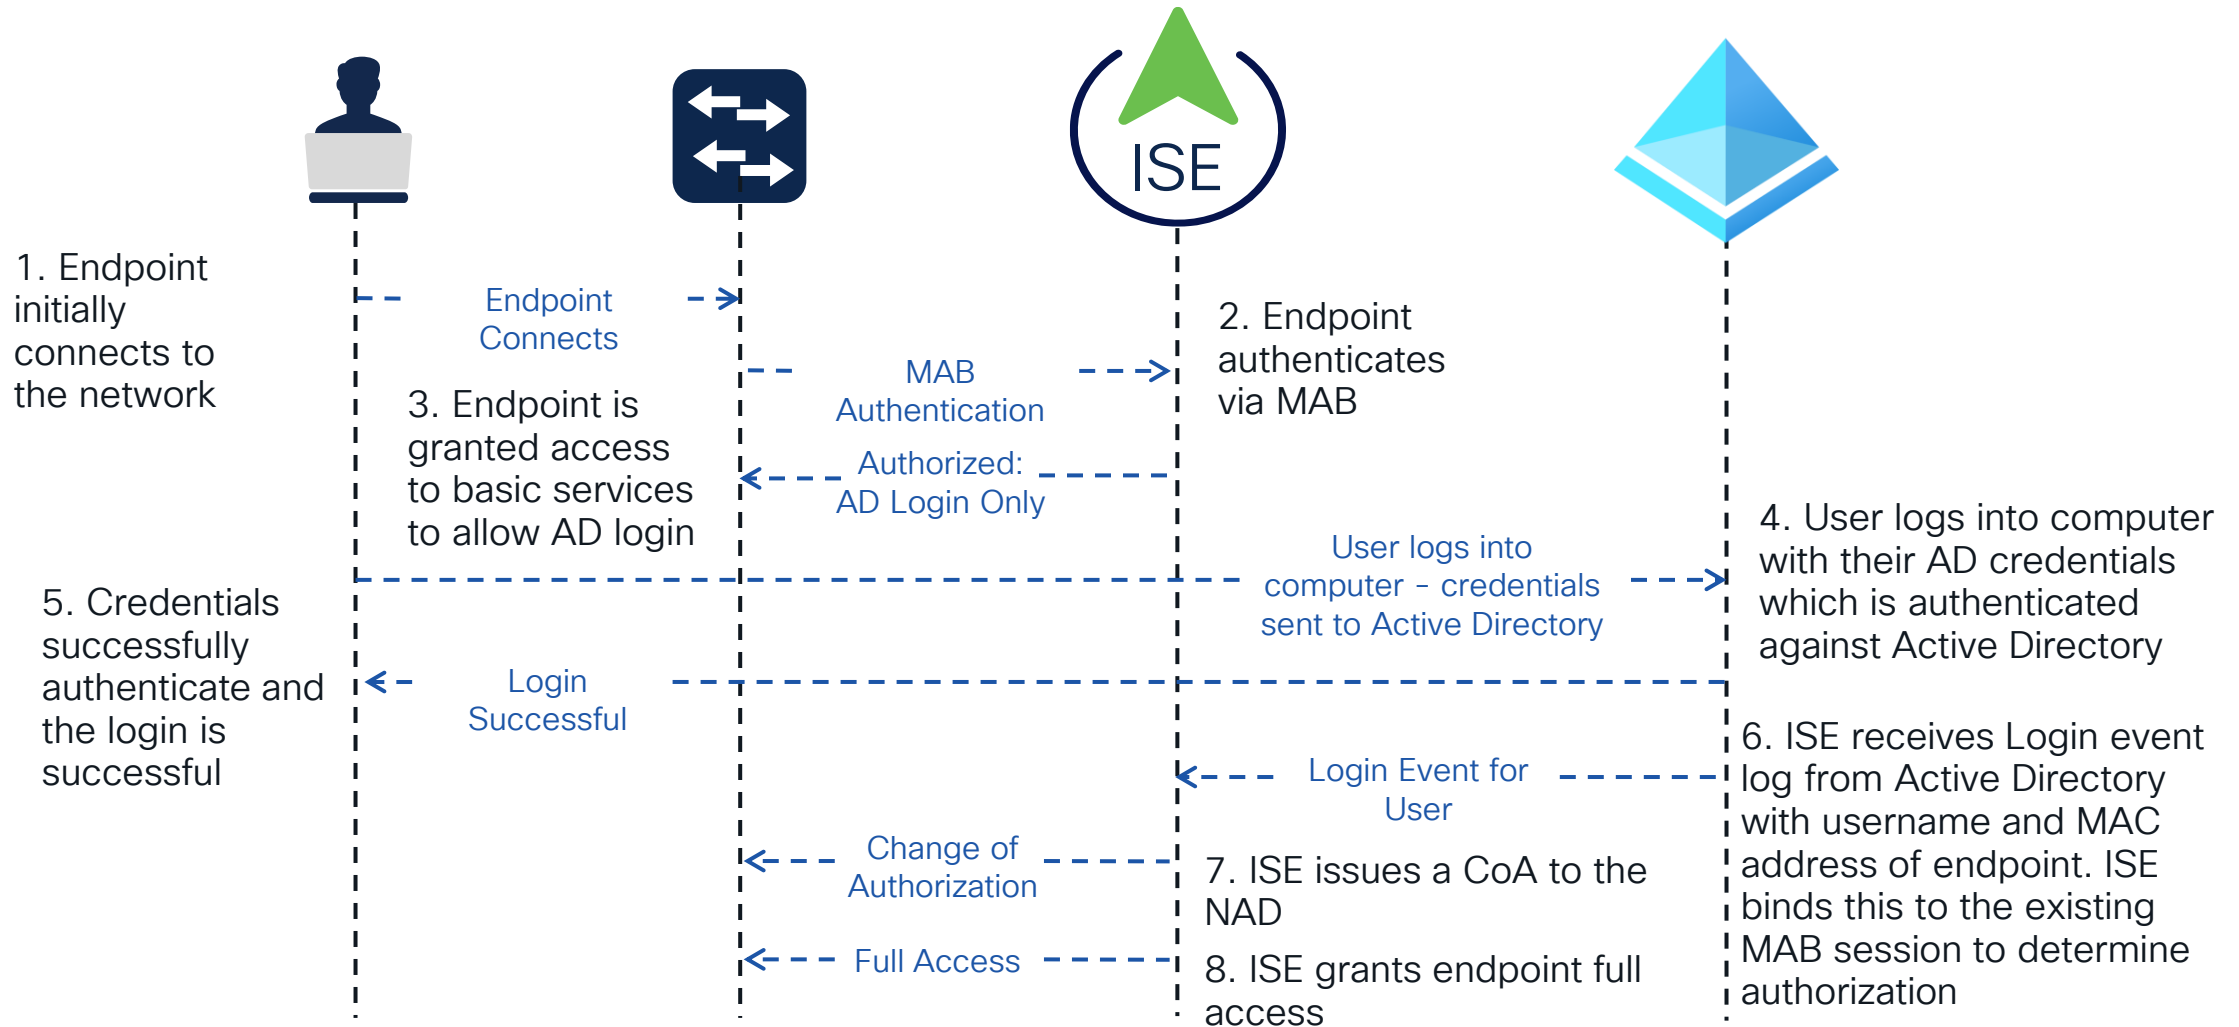 ISE
1. Endpoint
initially
connects to
the network
Endpoint
Connects
2. Endpoint
authenticates
via MAB
MAB
Authentication
3. Endpoint is
granted access
to basic services
to allow AD login
Authorized:
AD Login Only
User logs into
computer – credentials
sent to Active Directory
4. User logs into computer
with their AD credentials
which is authenticated
against Active Directory
5. Credentials
successfully
authenticate and
the login is
successful
Login
Successful
6. ISE receives Login event
log from Active Directory
with username and MAC
address of endpoint. ISE
binds this to the existing
MAB session to determine
authorization
Login Event for
User
Change of
Authorization
7. ISE issues a CoA to the
NAD
Full Access
8. ISE grants endpoint full
access